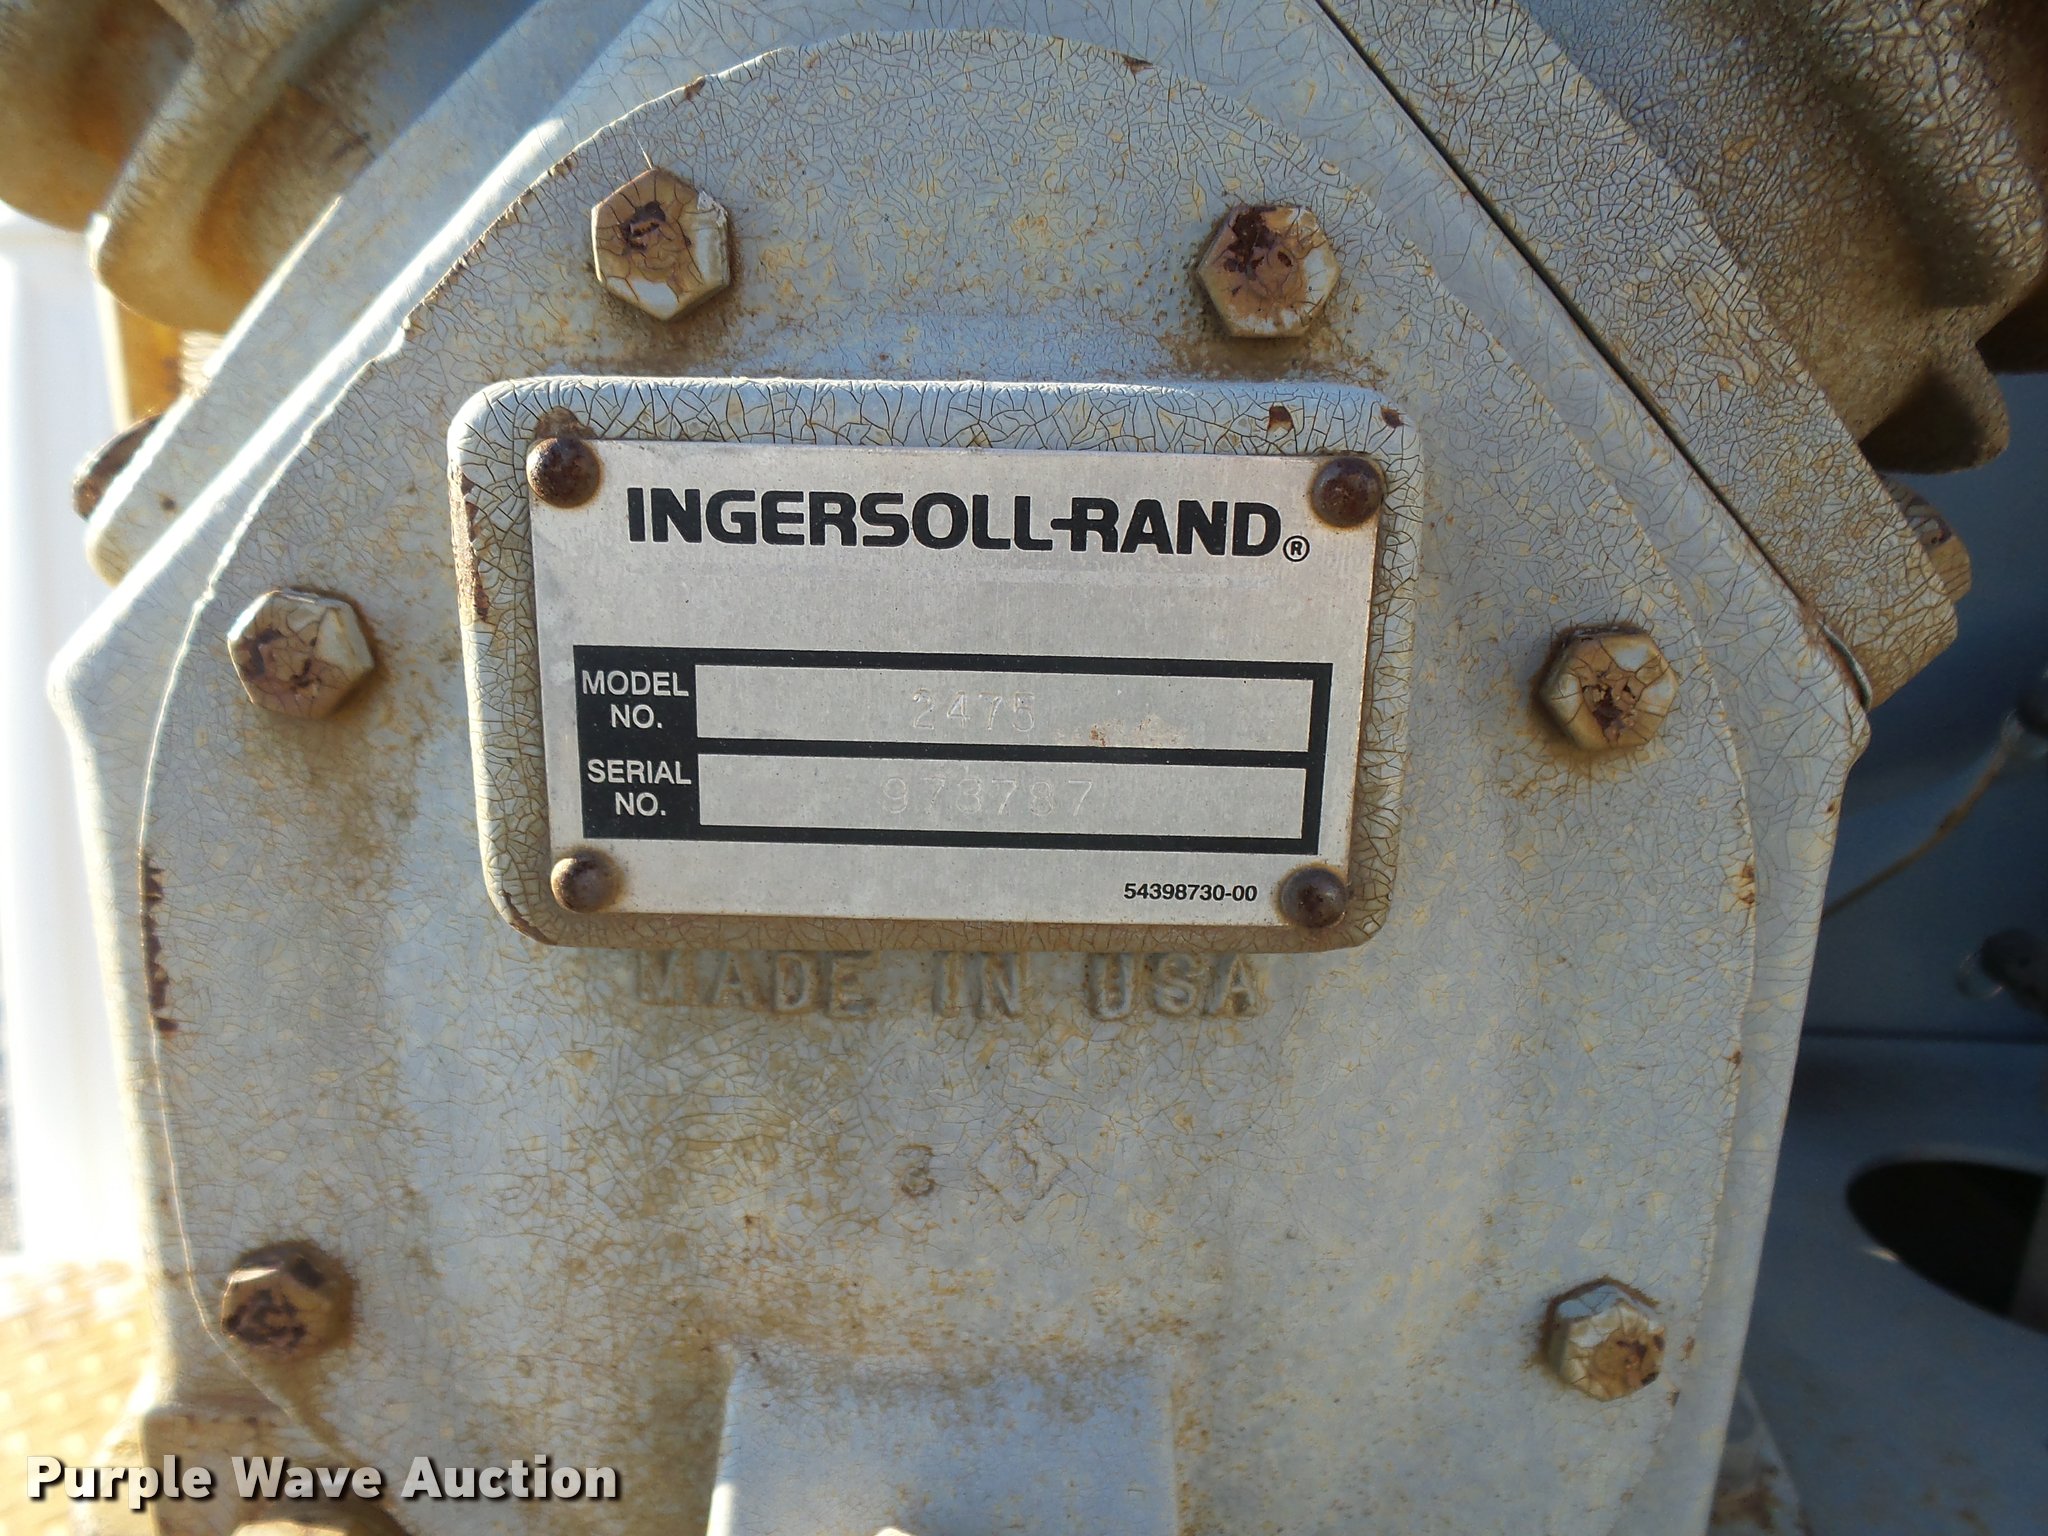 INGERSOLL-RAND®
MODEL NO. 2475
SERIAL NO. 973787
54398730-00
MADE IN USA
Purple Wave Auction